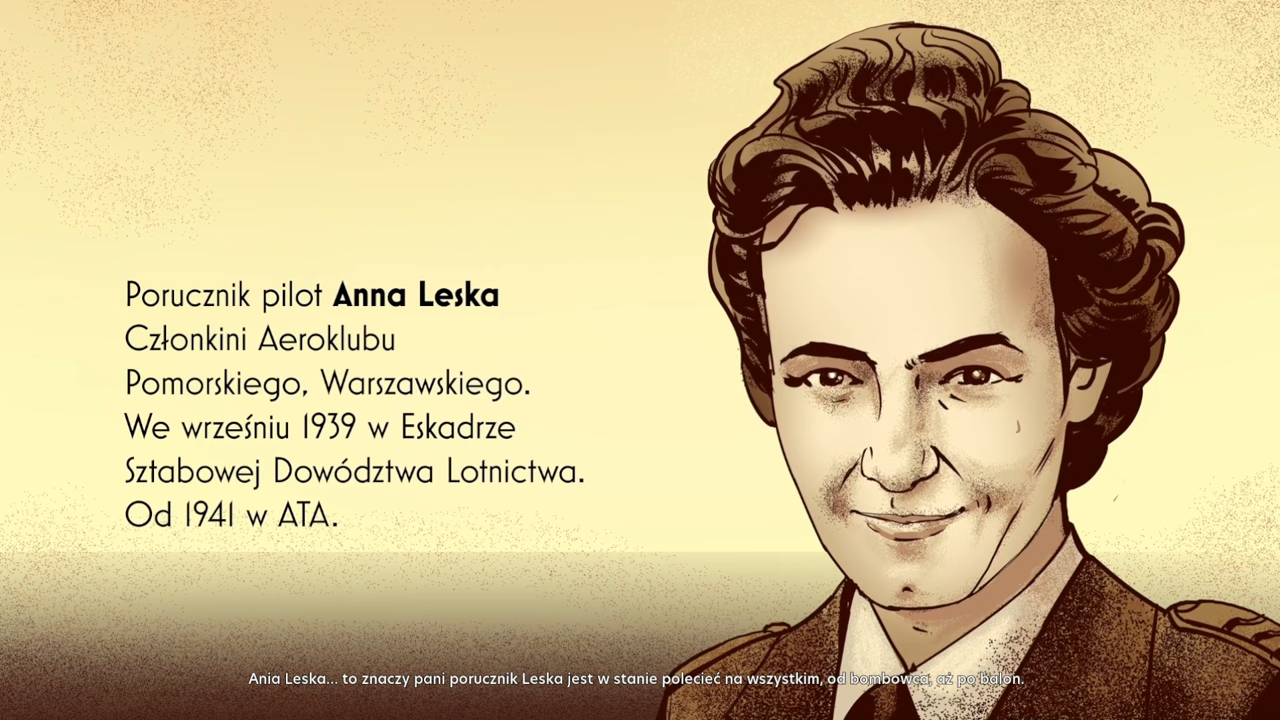 Porucznik pilot Anna Leska
Członkini Aeroklubu
Pomorskiego, Warszawskiego.
We wrześniu 1939 w Eskadrze
Sztabowej Dowództwa Lotnictwa.
Od 1941 w ATA.
Ania Leska... to znaczy pani porucznik Leska jest w stanie polecieć na wszystkim, od bombowca, aż po balon.